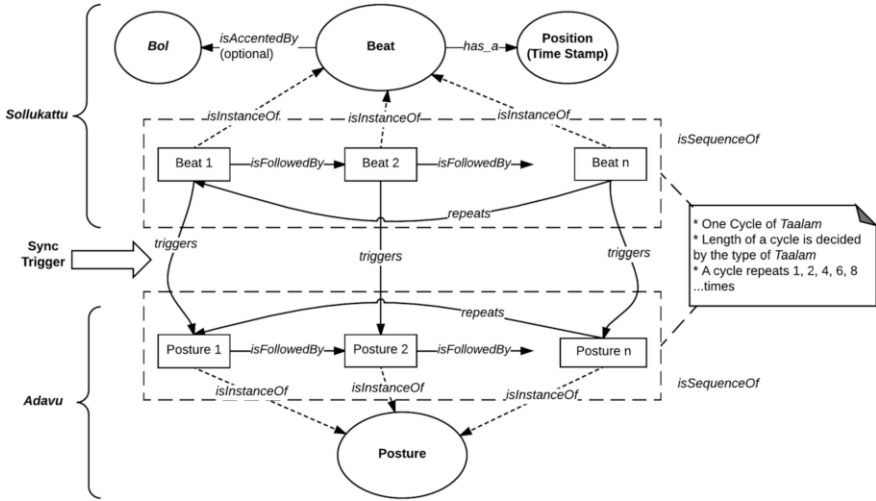 Bol
isAccentedBy
(optional)
Beat
has_a
Position
(Time Stamp)
Sollukattu
isInstanceOf
isInstanceOf
isInstanceOf
isSequenceOf
Beat 1
isFollowedBy
Beat 2
isFollowedBy
Beat n
repeats
Sync
Trigger
triggers
triggers
triggers
* One Cycle of Taalam
* Length of a cycle is decided
by the type of Taalam
* A cycle repeats 1, 2, 4, 6, 8
...times
repeats
Posture 1
isFollowedBy
Posture 2
isFollowedBy
Posture n
isInstanceOf
isInstanceOf
isInstanceOf
isSequenceOf
Adavu
Posture